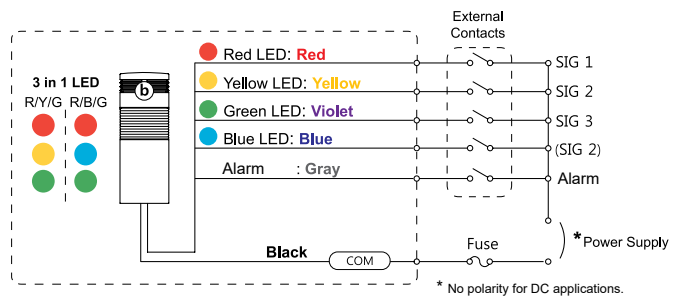 External
Contacts
Red LED: Red
SIG 1
3 in 1 LED
R/Y/G R/B/G
b
Yellow LED: Yellow
SIG 2
Green LED: Violet
SIG 3
Blue LED: Blue
(SIG 2)
Alarm : Gray
Alarm
Black
COM
Fuse
* Power Supply
* No polarity for DC applications.